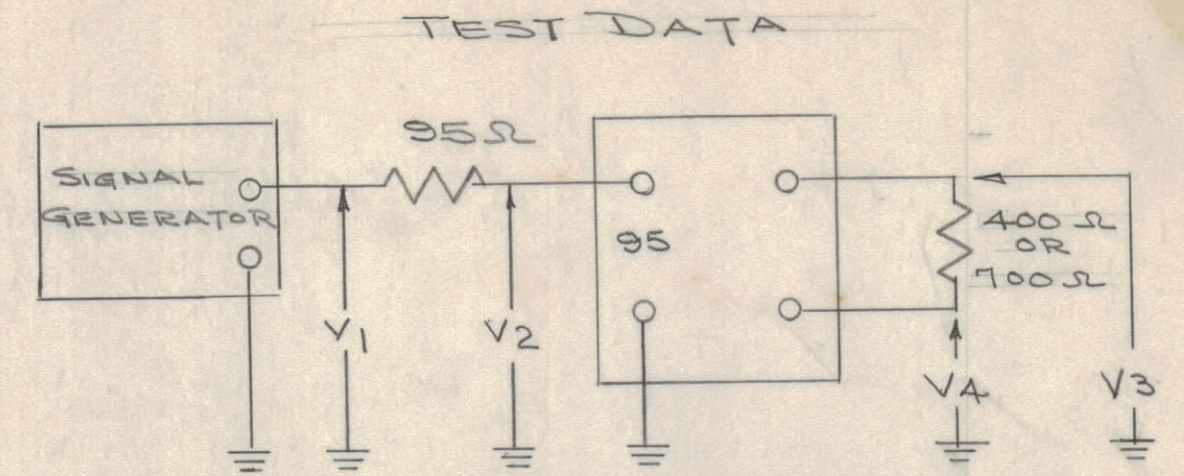 TEST DATA
SIGNAL
GENERATOR
95Ω
V1
V2
95
400 Ω
OR
700 Ω
V4
V3